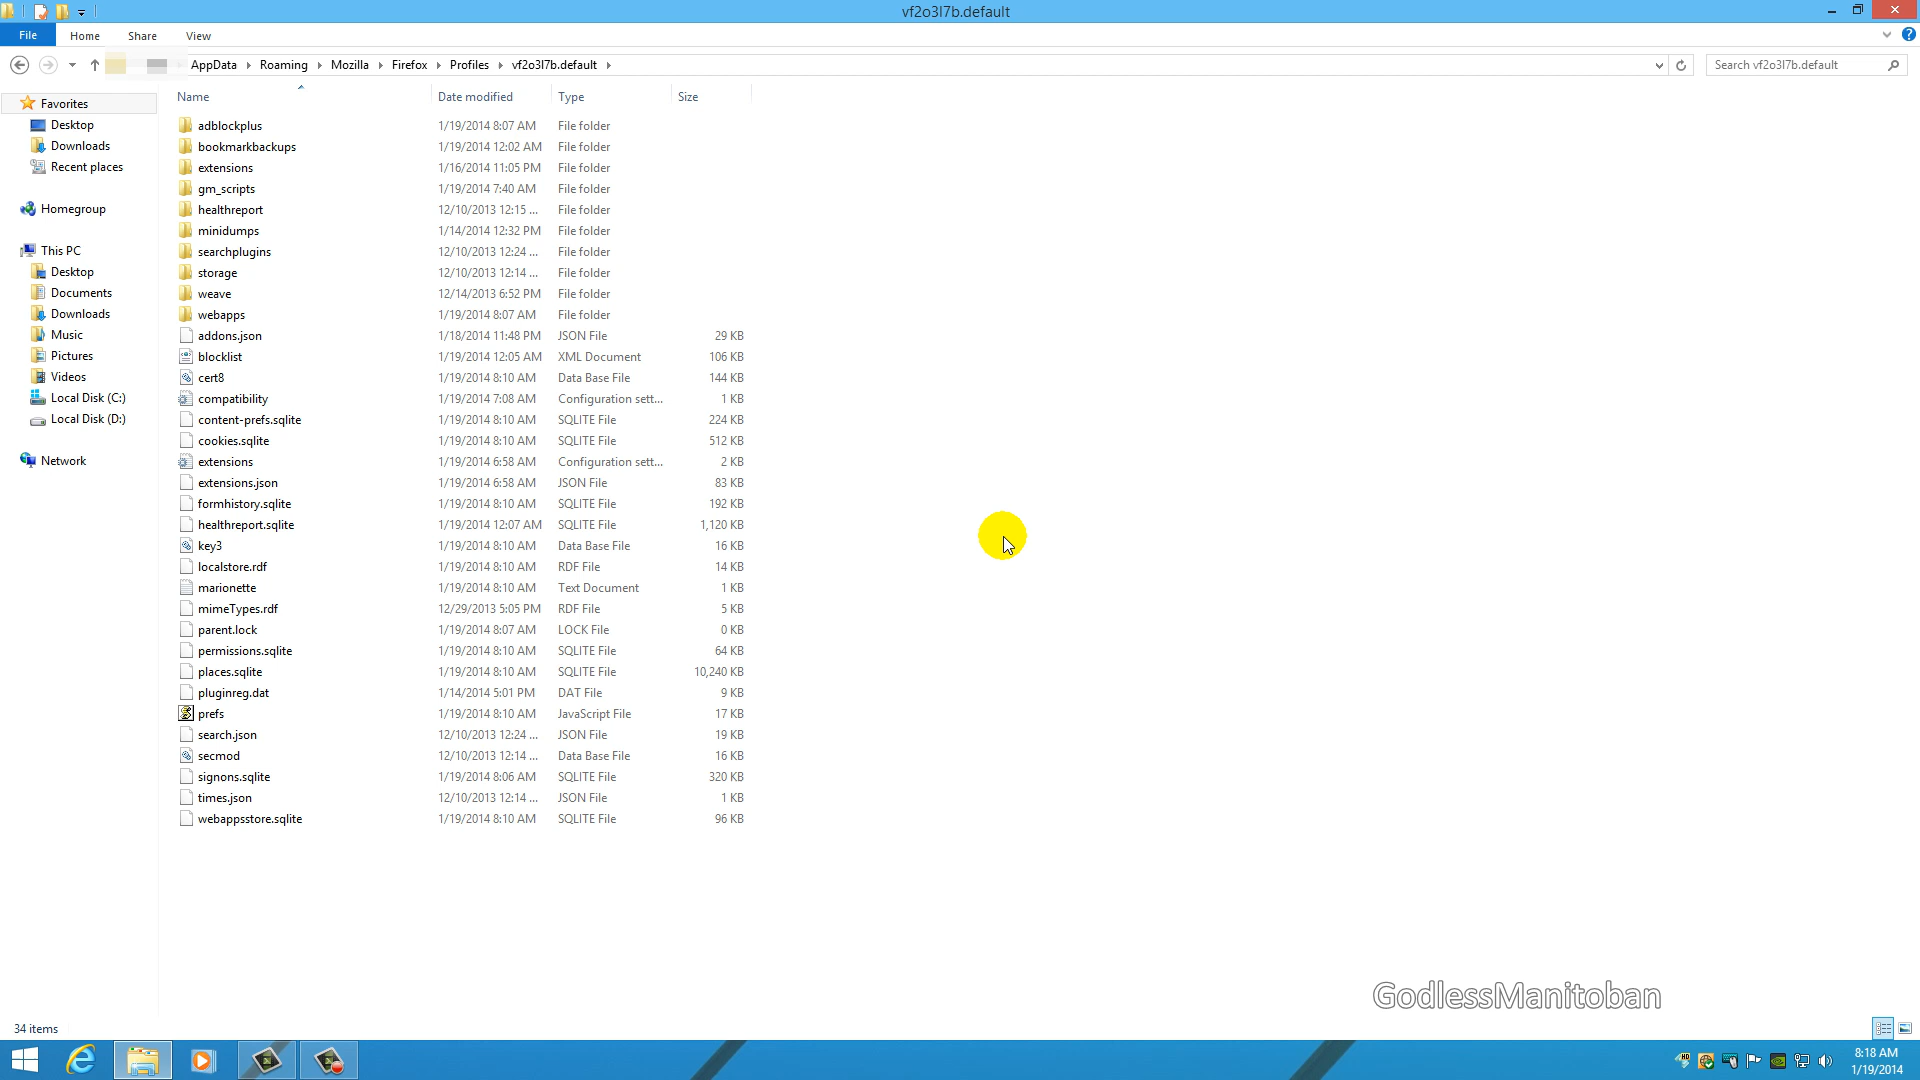 vf2o3l7b.default
File Home Share View
AppData Roaming Mozilla Firefox Profiles vf2o3l7b.default
Search vf2o3l7b.default
Name Date modified Type Size
Favorites
Desktop
Downloads
Recent places
Homegroup
This PC
Desktop
Documents
Downloads
Music
Pictures
Videos
Local Disk (C:)
Local Disk (D:)
Network
adblockplus 1/19/2014 8:07 AM File folder
bookmarkbackups 1/19/2014 12:02 AM File folder
extensions 1/16/2014 11:05 PM File folder
gm_scripts 1/19/2014 7:40 AM File folder
healthreport 12/10/2013 12:15 ... File folder
minidumps 1/14/2014 12:32 PM File folder
searchplugins 12/10/2013 12:24 ... File folder
storage 12/10/2013 12:14 ... File folder
weave 12/14/2013 6:52 PM File folder
webapps 1/19/2014 8:07 AM File folder
addons.json 1/18/2014 11:48 PM JSON File 29 KB
blocklist 1/19/2014 12:05 AM XML Document 106 KB
cert8 1/19/2014 8:10 AM Data Base File 144 KB
compatibility 1/19/2014 7:08 AM Configuration sett... 1 KB
content-prefs.sqlite 1/19/2014 8:10 AM SQLITE File 224 KB
cookies.sqlite 1/19/2014 8:10 AM SQLITE File 512 KB
extensions 1/19/2014 6:58 AM Configuration sett... 2 KB
extensions.json 1/19/2014 6:58 AM JSON File 83 KB
formhistory.sqlite 1/19/2014 8:10 AM SQLITE File 192 KB
healthreport.sqlite 1/19/2014 12:07 AM SQLITE File 1,120 KB
key3 1/19/2014 8:10 AM Data Base File 16 KB
localstore.rdf 1/19/2014 8:10 AM RDF File 14 KB
marionette 1/19/2014 8:10 AM Text Document 1 KB
mimeTypes.rdf 12/29/2013 5:05 PM RDF File 5 KB
parent.lock 1/19/2014 8:07 AM LOCK File 0 KB
permissions.sqlite 1/19/2014 8:10 AM SQLITE File 64 KB
places.sqlite 1/19/2014 8:10 AM SQLITE File 10,240 KB
pluginreg.dat 1/14/2014 5:01 PM DAT File 9 KB
prefs 1/19/2014 8:10 AM JavaScript File 17 KB
search.json 12/10/2013 12:24 ... JSON File 19 KB
secmod 12/10/2013 12:14 ... Data Base File 16 KB
signons.sqlite 1/19/2014 8:06 AM SQLITE File 320 KB
times.json 12/10/2013 12:14 ... JSON File 1 KB
webappsstore.sqlite 1/19/2014 8:10 AM SQLITE File 96 KB
GodlessManitoban
34 items
8:18 AM
1/19/2014